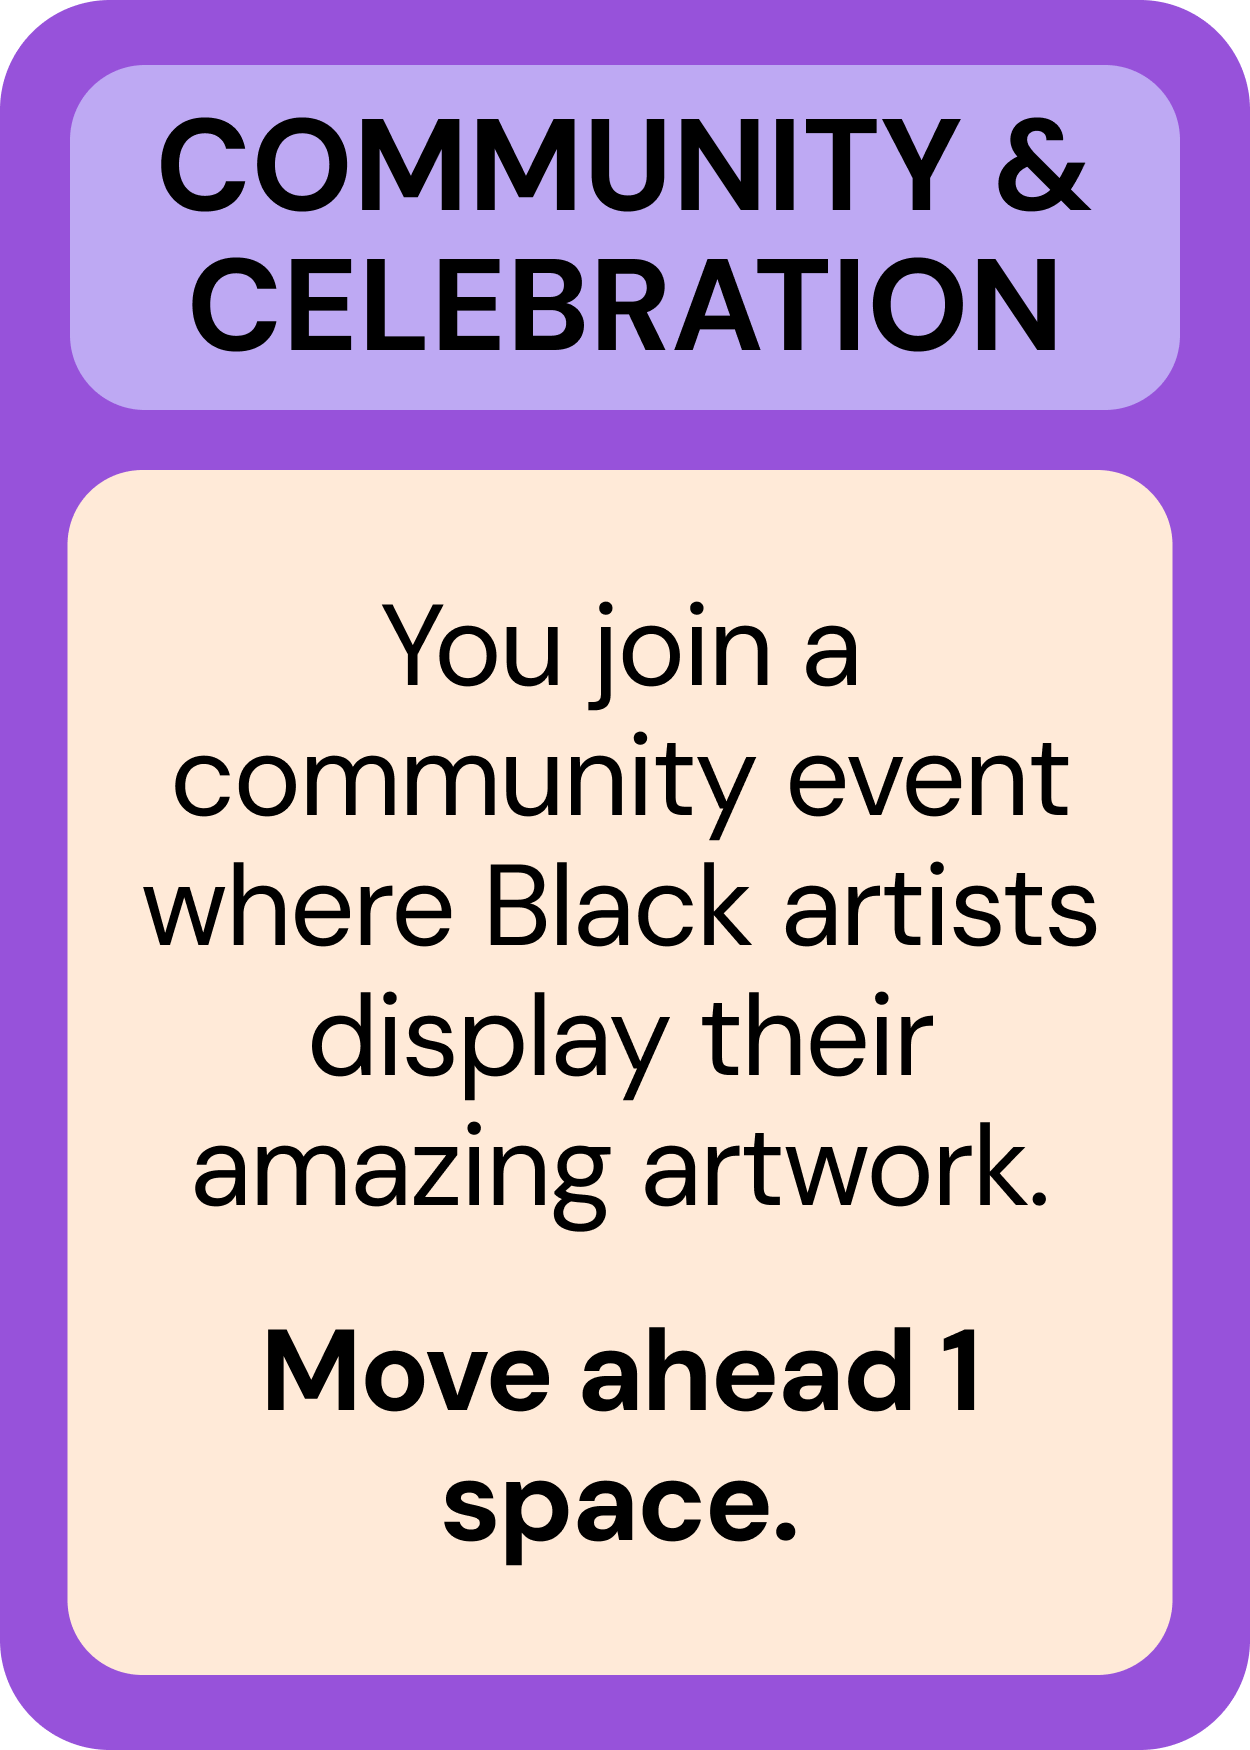 COMMUNITY &
CELEBRATION
You join a
community event
where Black artists
display their
amazing artwork.
Move ahead 1
space.